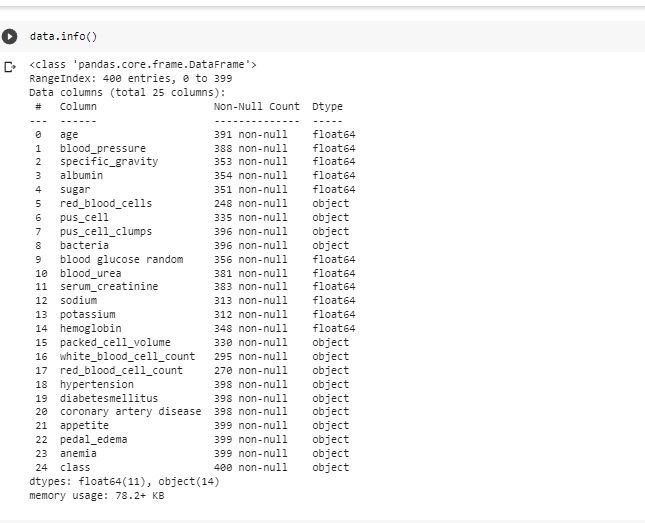 data.info()
<class 'pandas.core.frame.DataFrame'>
RangeIndex: 400 entries, 0 to 399
Data columns (total 25 columns):
 #   Column                   Non-Null Count  Dtype
---  ------                   --------------  -----
 0   age                      391 non-null    float64
 1   blood_pressure           388 non-null    float64
 2   specific_gravity         353 non-null    float64
 3   albumin                  354 non-null    float64
 4   sugar                    351 non-null    float64
 5   red_blood_cells          248 non-null    object
 6   pus_cell                 335 non-null    object
 7   pus_cell_clumps          396 non-null    object
 8   bacteria                 396 non-null    object
 9   blood glucose random     356 non-null    float64
 10  blood_urea               381 non-null    float64
 11  serum_creatinine         383 non-null    float64
 12  sodium                   313 non-null    float64
 13  potassium                312 non-null    float64
 14  hemoglobin               348 non-null    float64
 15  packed_cell_volume       330 non-null    object
 16  white_blood_cell_count   295 non-null    object
 17  red_blood_cell_count     270 non-null    object
 18  hypertension             398 non-null    object
 19  diabetesmellitus         398 non-null    object
 20  coronary artery disease  398 non-null    object
 21  appetite                 399 non-null    object
 22  pedal_edema              399 non-null    object
 23  anemia                   399 non-null    object
 24  class                    400 non-null    object
dtypes: float64(11), object(14)
memory usage: 78.2+ KB